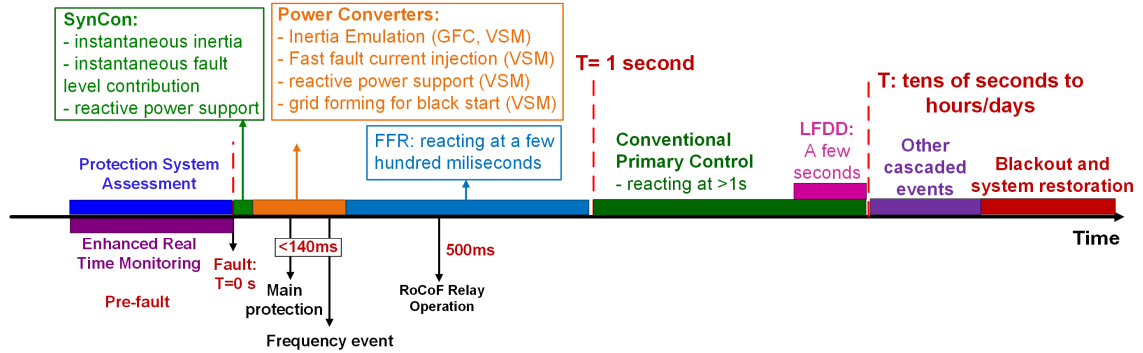 SynCon:
- instantaneous inertia
- instantaneous fault
level contribution
- reactive power support
Power Converters:
- Inertia Emulation (GFC, VSM)
- Fast fault current injection (VSM)
- reactive power support (VSM)
- grid forming for black start (VSM)
T= 1 second
T: tens of seconds to
hours/days
FFR: reacting at a few
hundred miliseconds
Protection System
Assessment
Conventional
Primary Control
- reacting at >1s
LFDD:
A few
seconds
Other
cascaded
events
Blackout and
system restoration
Time
Enhanced Real
Time Monitoring
Pre-fault
Fault:
T=0 s
<140ms
Main
protection
Frequency event
500ms
RoCoF Relay
Operation